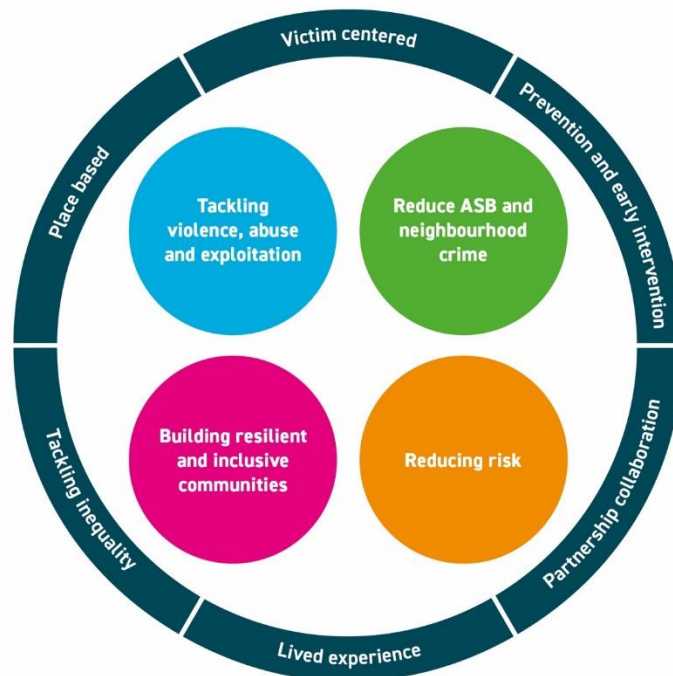 Victim centered
Prevention and early intervention
Place based
Tackling
violence, abuse
and exploitation
Reduce ASB and
neighbourhood
crime
Building resilient
and inclusive
communities
Reducing risk
Tackling inequality
Partnership collaboration
Lived experience